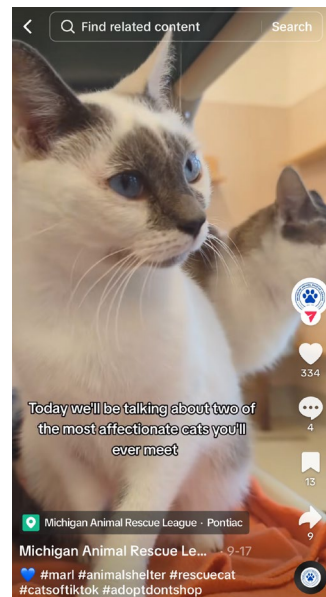 Find related content
Search
334
4
13
9
Today we'll be talking about two of
the most affectionate cats you'll
ever meet
Michigan Animal Rescue League · Pontiac
Michigan Animal Rescue Le... · 9-17
💙 #marl #animalshelter #rescuecat
#catsoftiktok #adoptdontshop